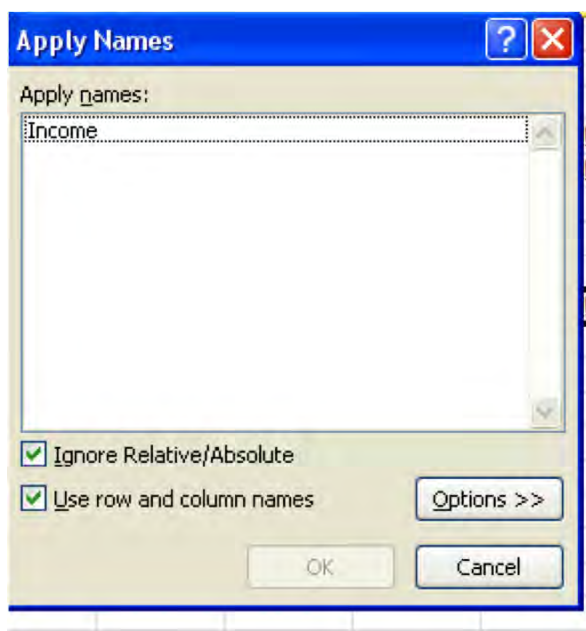 Apply Names
Apply names:
Income
Ignore Relative/Absolute
Use row and column names
Options >>
OK
Cancel